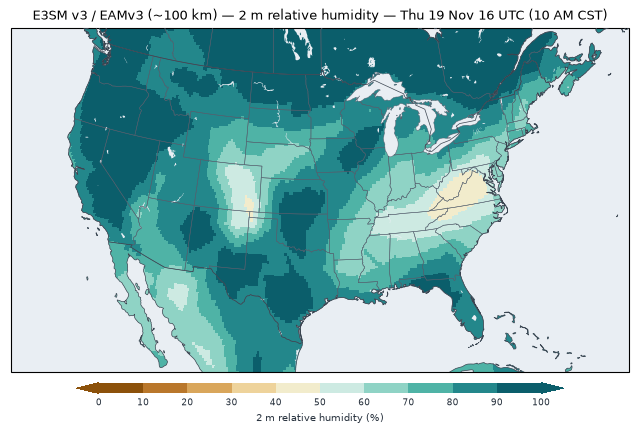 E3SM v3 / EAMv3 (~100 km) — 2 m relative humidity — Thu 19 Nov 16 UTC (10 AM CST)
0 10 20 30 40 50 60 70 80 90 100
2 m relative humidity (%)